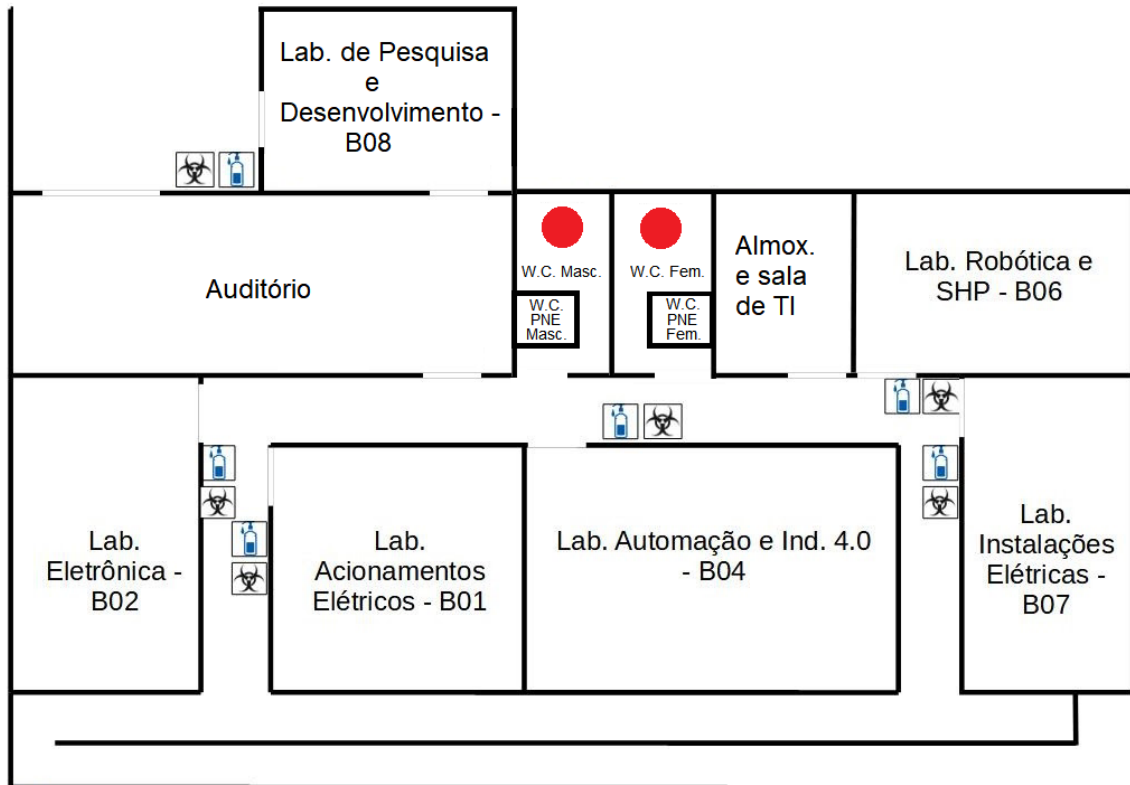 Lab. de Pesquisa
e
Desenvolvimento -
B08
Auditório
W.C. Masc.
W.C.
PNE
Masc.
W.C. Fem.
W.C.
PNE
Fem.
Almox.
e sala
de TI
Lab. Robótica e
SHP - B06
Lab.
Eletrônica -
B02
Lab.
Acionamentos
Elétricos - B01
Lab. Automação e Ind. 4.0
- B04
Lab.
Instalações
Elétricas -
B07